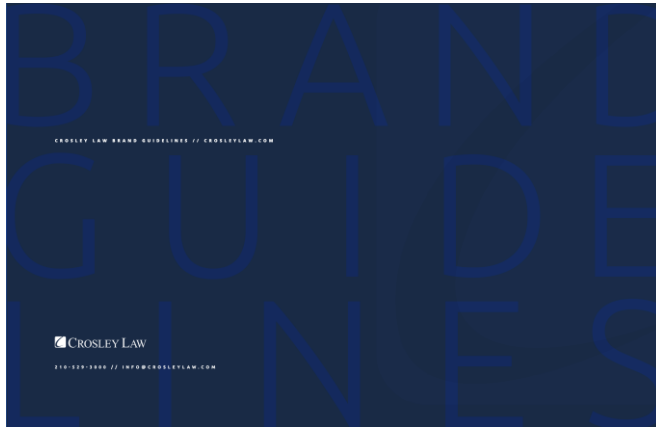 BRAND
CROSLEY LAW BRAND GUIDELINES // CROSLEYLAW.COM
GUIDE
LINES
CROSLEY LAW
210-529-3000 // INFO@CROSLEYLAW.COM